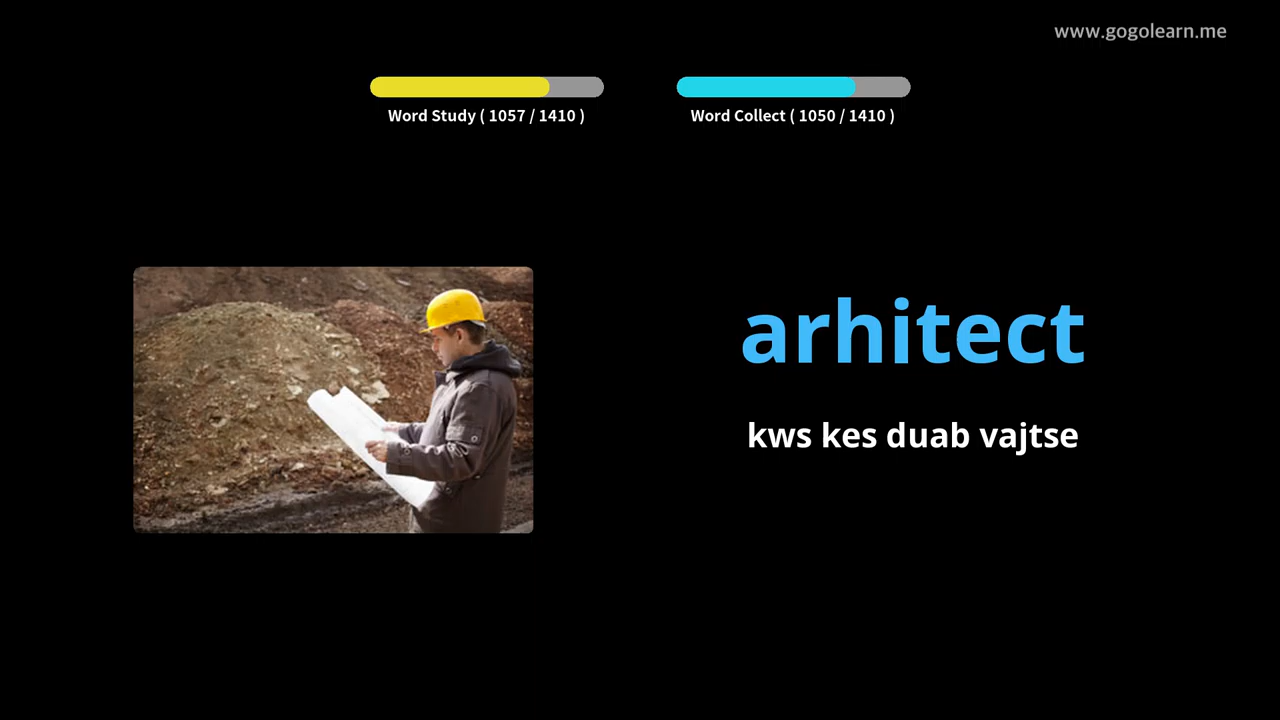 www.gogolearn.me
Word Study ( 1057 / 1410 )
Word Collect ( 1050 / 1410 )
arhitect
kws kes duab vajtse